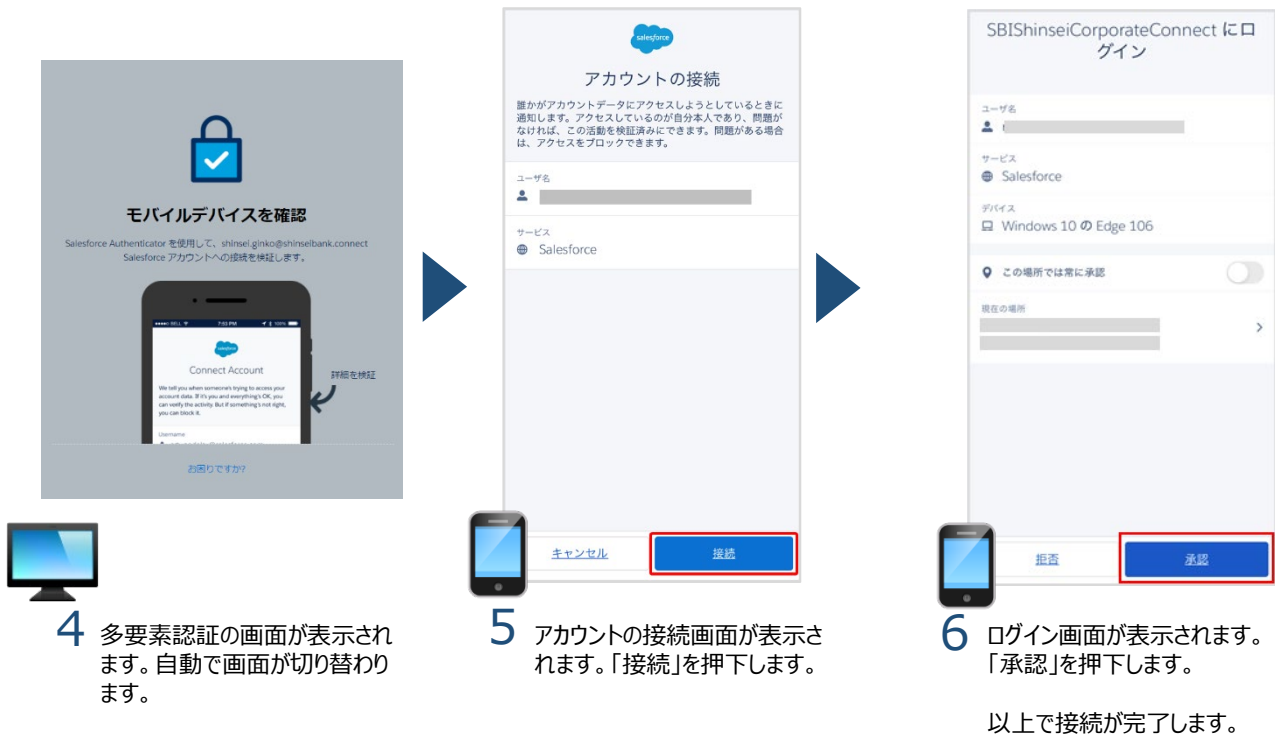 モバイルデバイスを確認
Salesforce Authenticator を使用して、shinsei.ginko@shinseibank.connect
Salesforce アカウントへの接続を検証します。
7:53 PM
100%
salesforce
Connect Account
We tell you when someone's trying to access your
account data. If it's you and everything's OK, you
can verify the activity. But if something's not right,
you can block it.
Username
詳細を検証
お困りですか?
4 多要素認証の画面が表示され
ます。自動で画面が切り替わり
ます。
salesforce
アカウントの接続
誰かがアカウントデータにアクセスしようとしているときに
通知します。アクセスしているのが自分本人であり、問題が
なければ、この活動を検証済みにできます。問題がある場合
は、アクセスをブロックできます。
ユーザ名
サービス
Salesforce
キャンセル
接続
5 アカウントの接続画面が表示さ
れます。「接続」を押下します。
SBIShinseiCorporateConnect にロ
グイン
ユーザ名
サービス
Salesforce
デバイス
Windows 10 の Edge 106
この場所では常に承認
現在の場所
拒否
承認
6 ログイン画面が表示されます。
「承認」を押下します。
以上で接続が完了します。